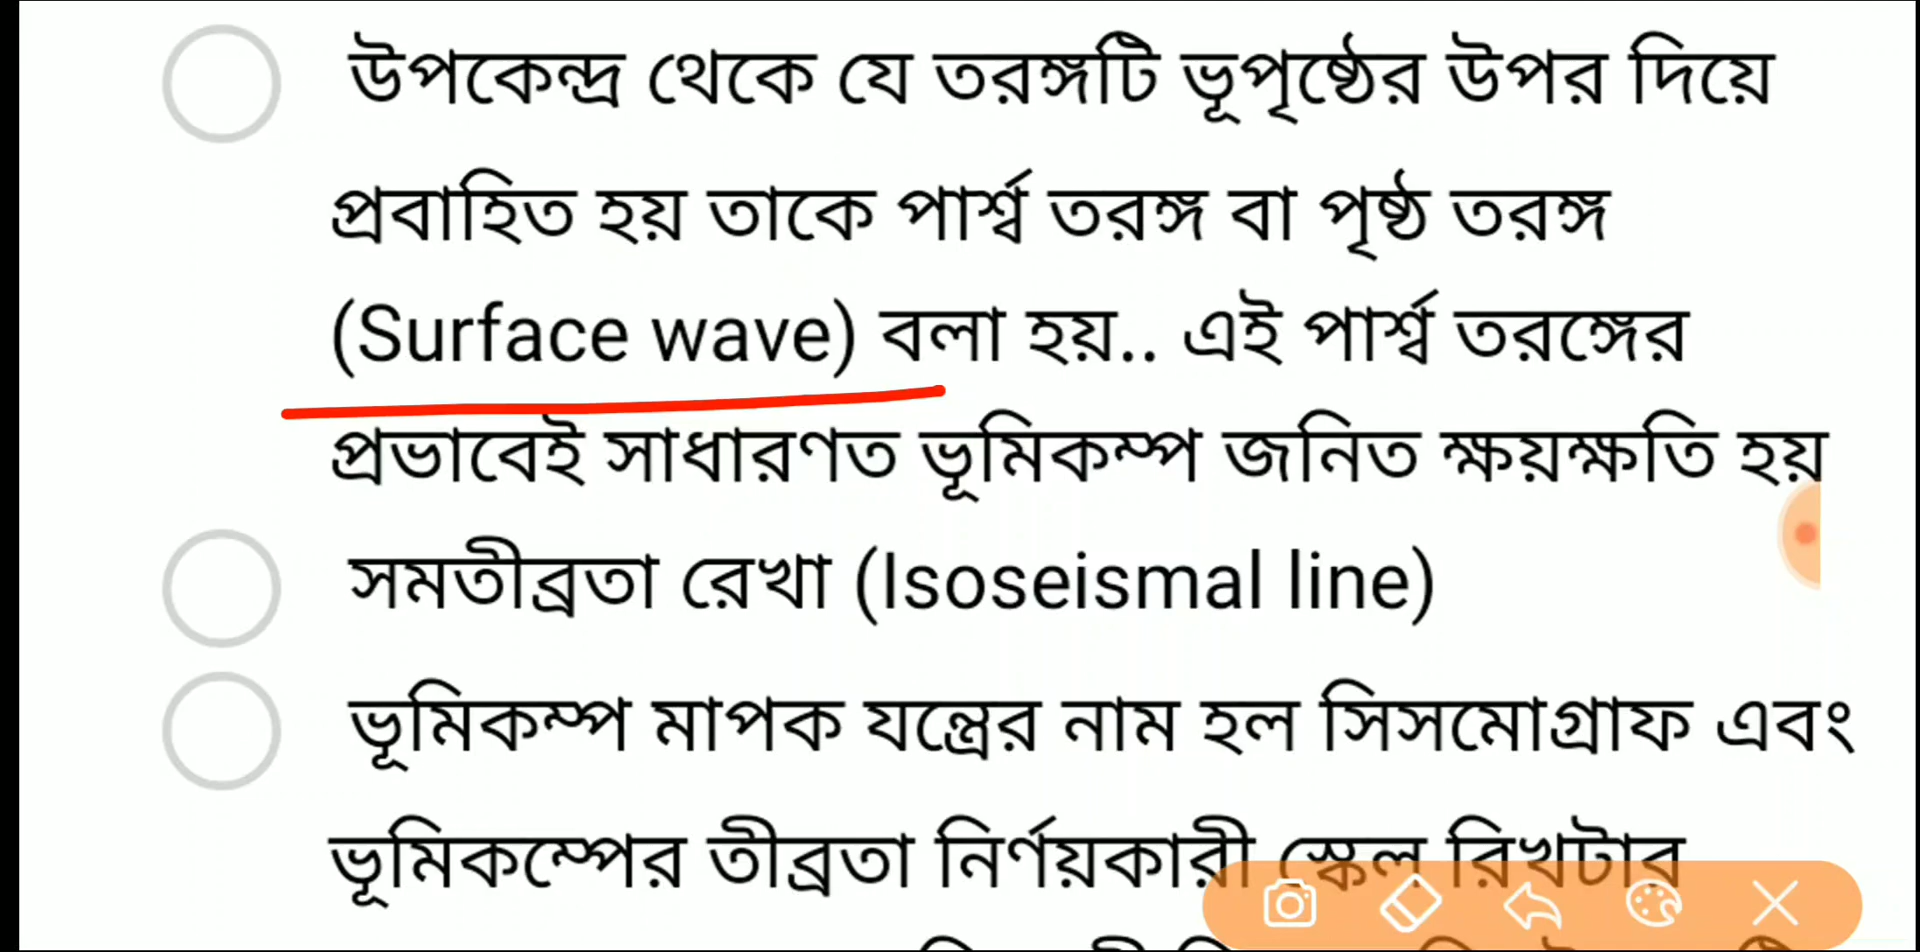 উপকেন্দ্র থেকে যে তরঙ্গটি ভূপৃষ্ঠের উপর দিয়ে
প্রবাহিত হয় তাকে পার্শ্ব তরঙ্গ বা পৃষ্ঠ তরঙ্গ
(Surface wave) বলা হয়.. এই পার্শ্ব তরঙ্গের
প্রভাবেই সাধারণত ভূমিকম্প জনিত ক্ষয়ক্ষতি হয়
সমতীব্রতা রেখা (Isoseismal line)
ভূমিকম্প মাপক যন্ত্রের নাম হল সিসমোগ্রাফ এবং
ভূমিকম্পের তীব্রতা নির্ণয়কারী স্কেল রিখটার